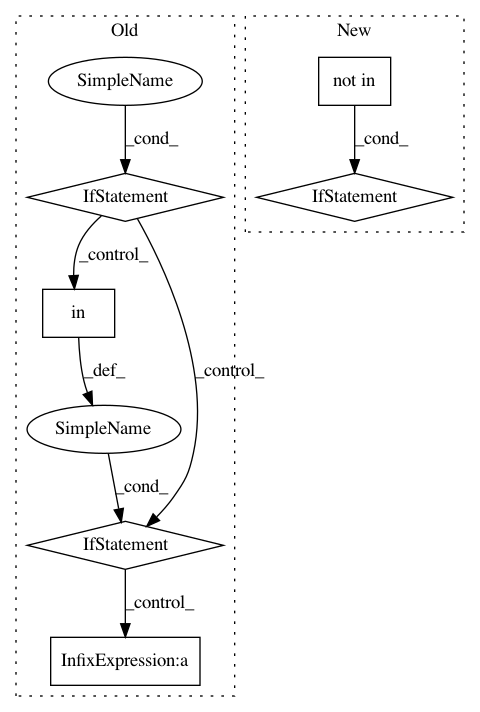 Old
New
SimpleName
not in
_cond_
_cond_
IfStatement
IfStatement
_control_
in
_def_
_control_
SimpleName
_cond_
IfStatement
_control_
InfixExpression:a